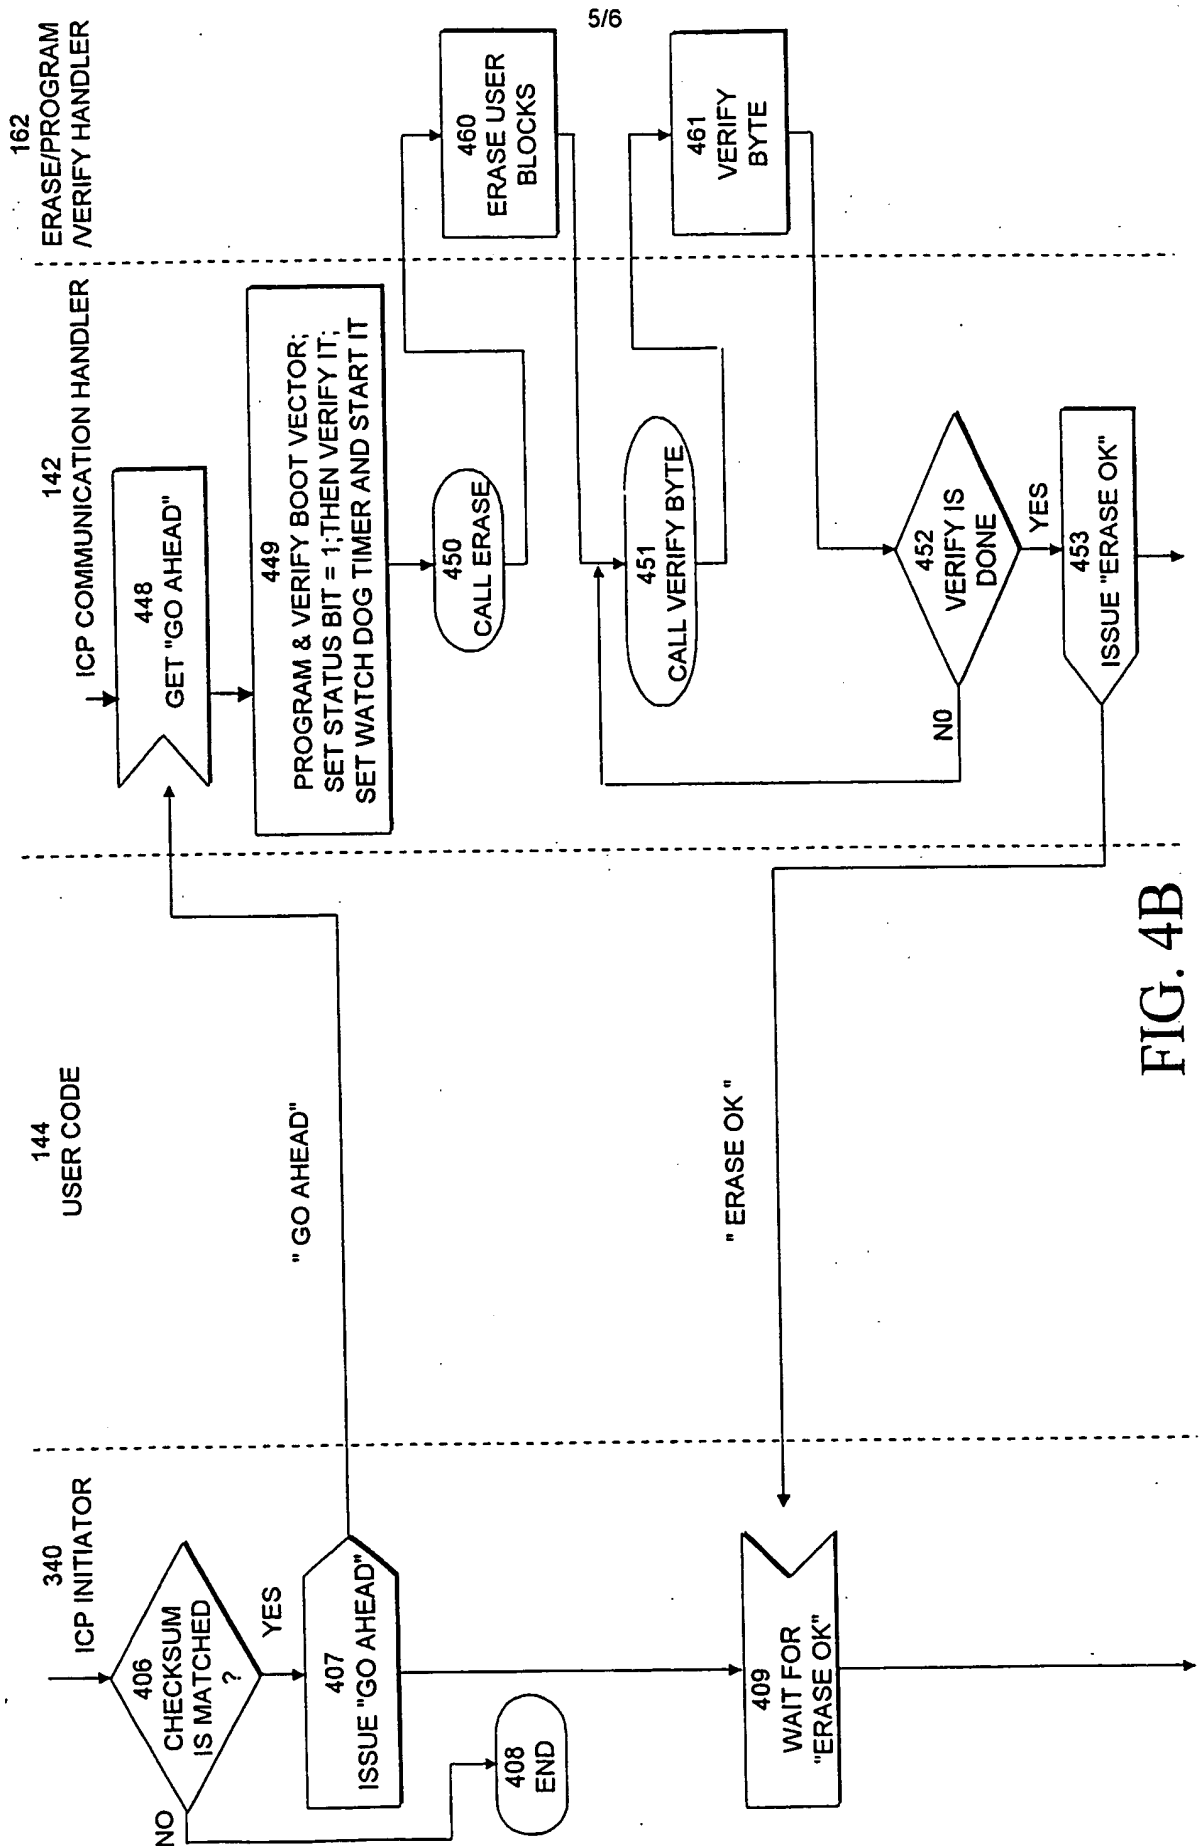 5/6
340
ICP INITIATOR
406
CHECKSUM
IS MATCHED
?
NO
YES
407
ISSUE "GO AHEAD"
408
END
409
WAIT FOR
"ERASE OK"
144
USER CODE
" GO AHEAD"
" ERASE OK "
142
ICP COMMUNICATION HANDLER
448
GET "GO AHEAD"
449
PROGRAM & VERIFY BOOT VECTOR;
SET STATUS BIT = 1;THEN VERIFY IT;
SET WATCH DOG TIMER AND START IT
450
CALL ERASE
451
CALL VERIFY BYTE
452
VERIFY IS
DONE
N0
YES
453
ISSUE "ERASE OK"
162
ERASE/PROGRAM
/VERIFY HANDLER
460
ERASE USER
BLOCKS
461
VERIFY
BYTE
FIG. 4B